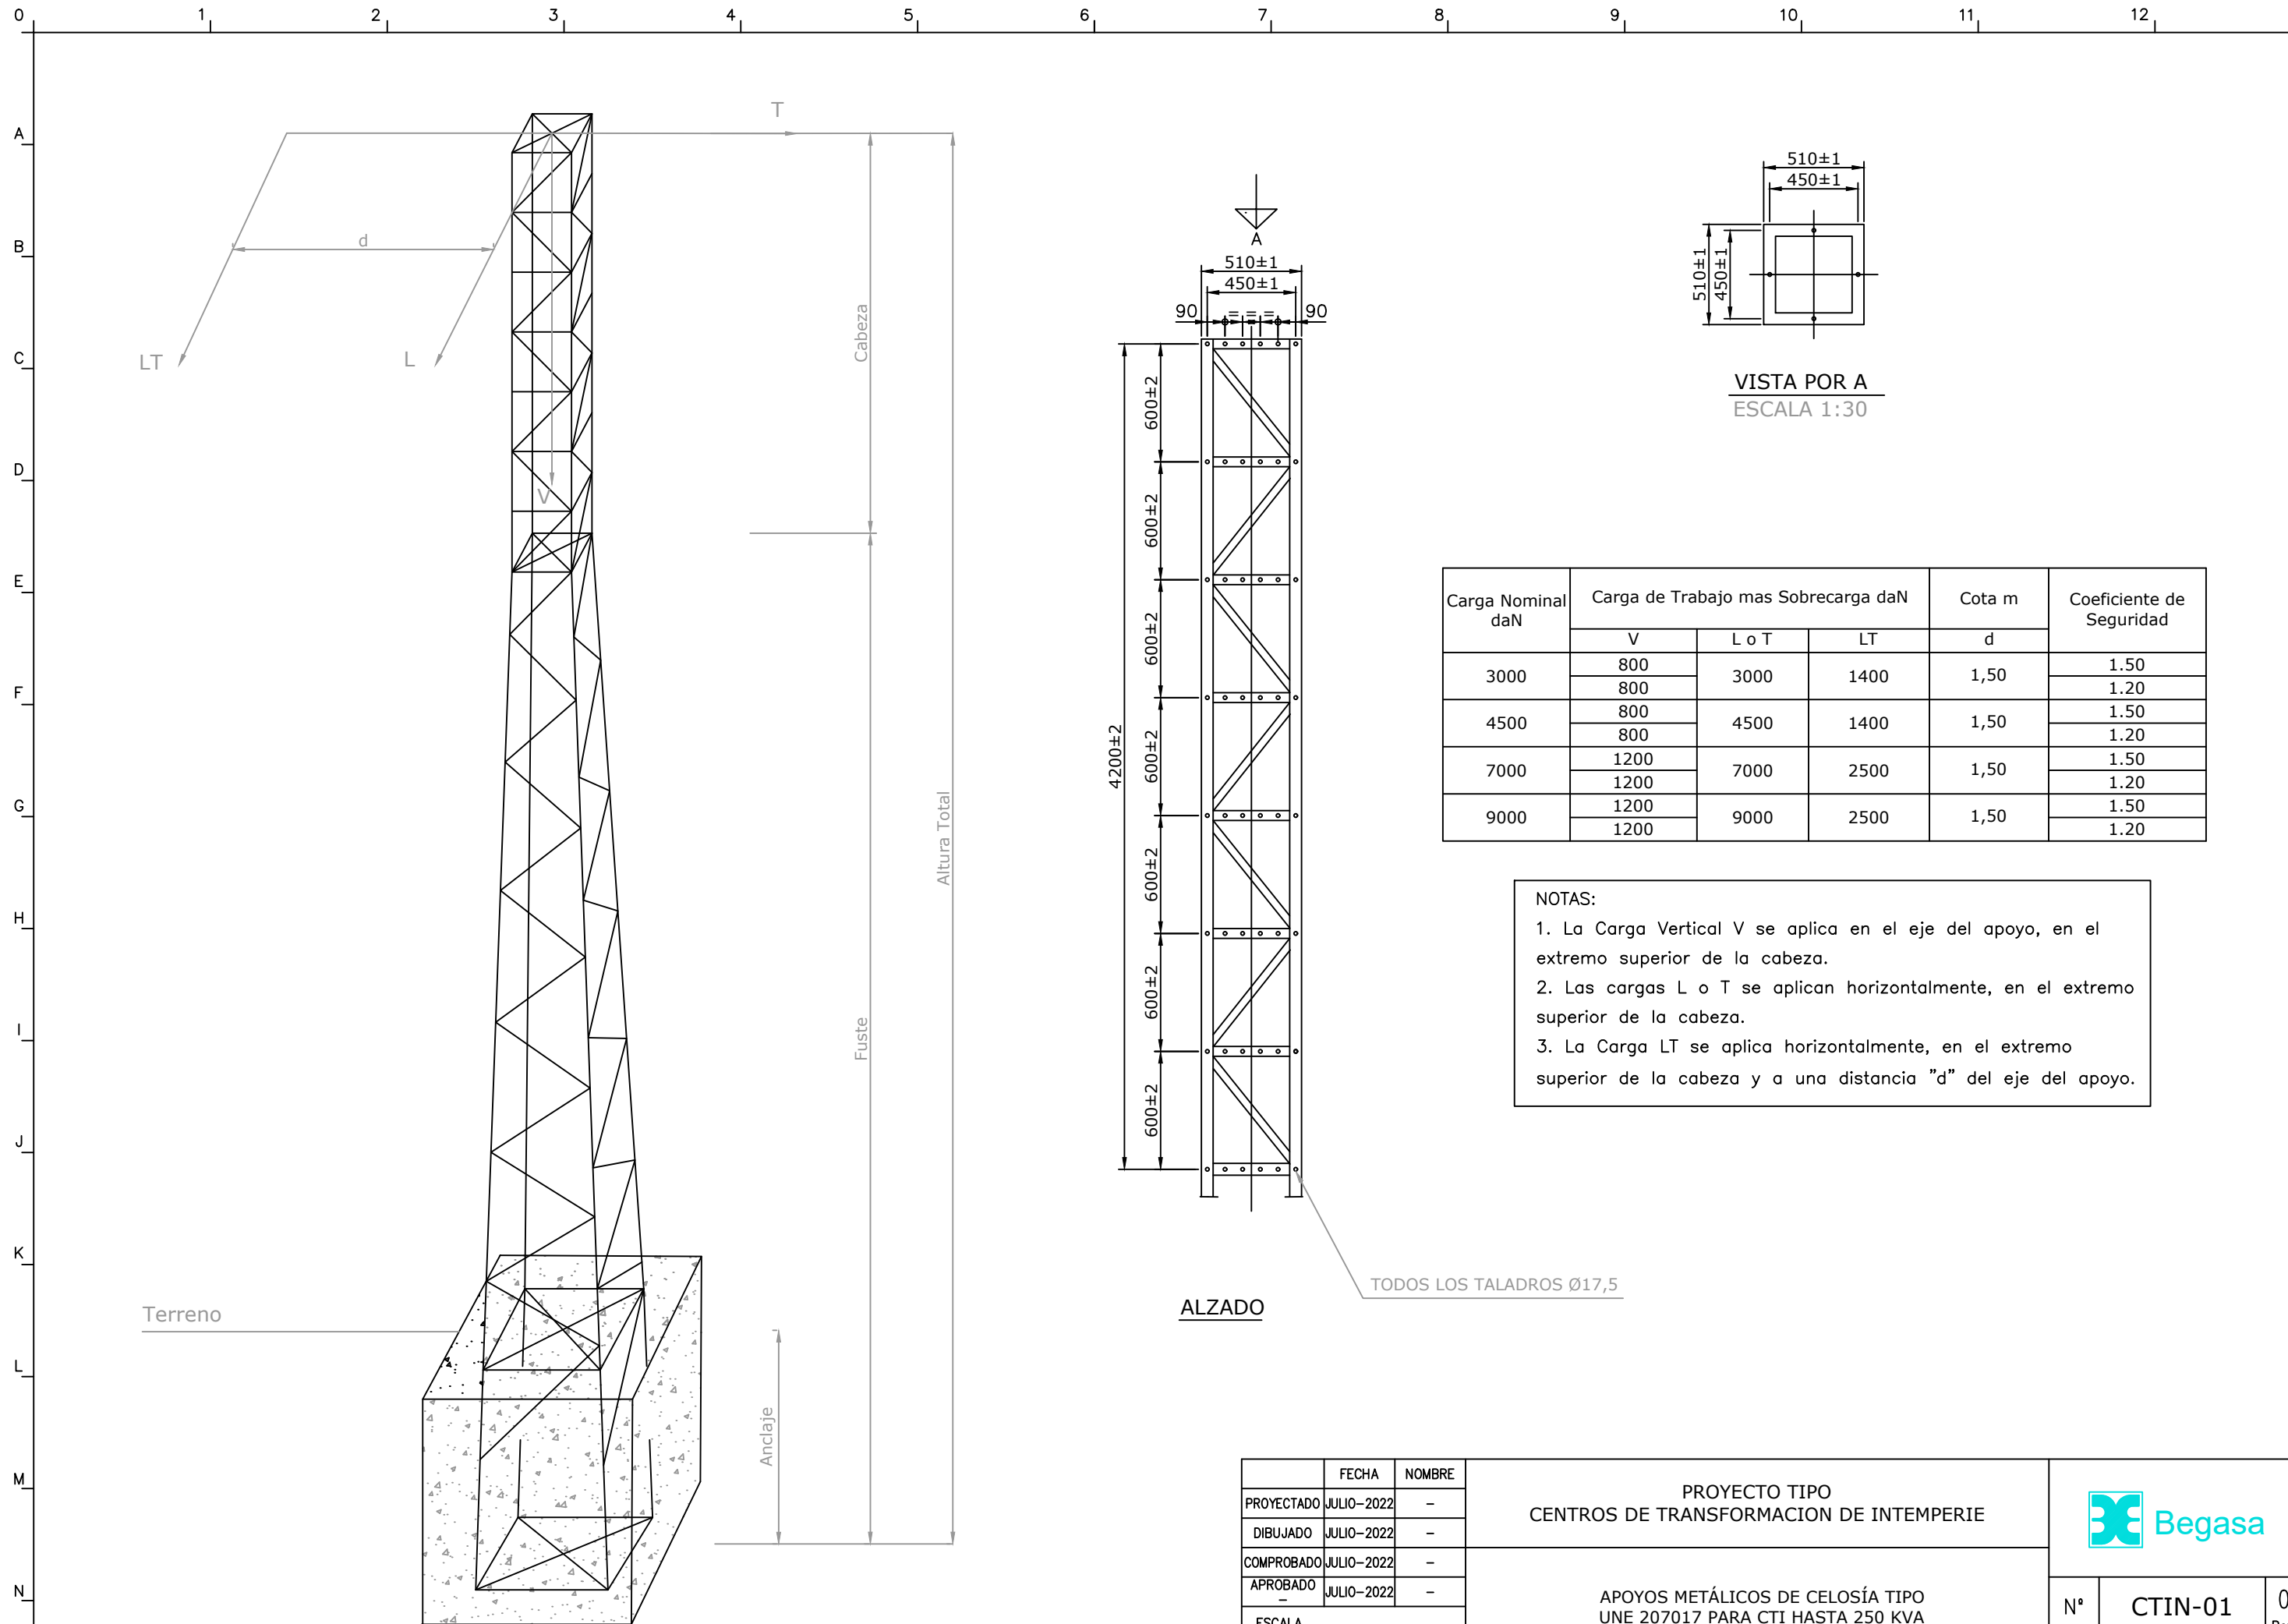 0 1 2 3 4 5 6 7 8 9 10 11 12
A
B
C
D
E
F
G
H
I
J
K
L
M
N
T
d
LT
L
V
Cabeza
Altura Total
Fuste
Anclaje
Terreno
A
510±1
450±1
90 = = = 90
4200±2
600±2
600±2
600±2
600±2
600±2
600±2
600±2
TODOS LOS TALADROS Ø17,5
ALZADO
510±1
450±1
510±1
450±1
VISTA POR A
ESCALA 1:30
Carga Nominal daN
Carga de Trabajo mas Sobrecarga daN
Cota m
Coeficiente de Seguridad
V L o T LT d
3000 800 3000 1400 1,50 1.50
800 1.20
4500 800 4500 1400 1,50 1.50
800 1.20
7000 1200 7000 2500 1,50 1.50
1200 1.20
9000 1200 9000 2500 1,50 1.50
1200 1.20
NOTAS:
1. La Carga Vertical V se aplica en el eje del apoyo, en el
extremo superior de la cabeza.
2. Las cargas L o T se aplican horizontalmente, en el extremo
superior de la cabeza.
3. La Carga LT se aplica horizontalmente, en el extremo
superior de la cabeza y a una distancia "d" del eje del apoyo.
FECHA NOMBRE
PROYECTADO JULIO-2022 -
DIBUJADO JULIO-2022 -
COMPROBADO JULIO-2022 -
APROBADO - JULIO-2022 -
ESCALA
PROYECTO TIPO
CENTROS DE TRANSFORMACION DE INTEMPERIE
APOYOS METÁLICOS DE CELOSÍA TIPO
UNE 207017 PARA CTI HASTA 250 KVA
Begasa
Nº CTIN-01